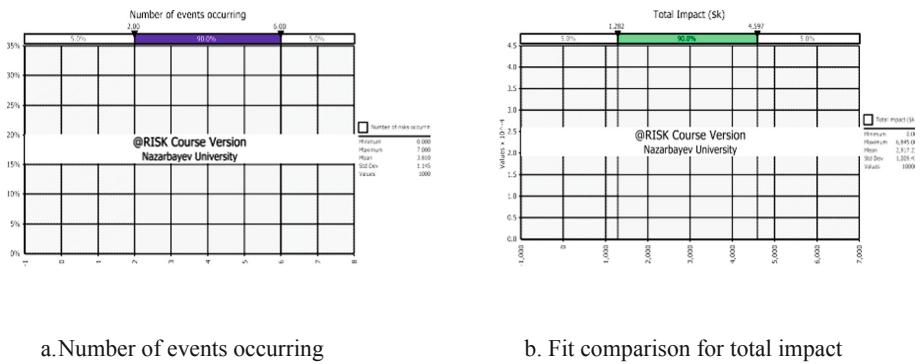 Number of events occurring
2.00 6.00
5.0% 90.0% 5.0%
35%
30%
25%
20%
15%
10%
5%
0%
-1 0 1 2 3 4 5 6 7 8
@RISK Course Version
Nazarbayev University
Number of risks occurrin
Minimum 0.000
Maximum 7.000
Mean 3.910
Std Dev 1.145
Values 1000
Total Impact ($k)
1.282 4.597
5.0% 90.0% 5.0%
4.5
4.0
3.5
3.0
2.5
2.0
1.5
1.0
0.5
0.0
Values x 10^-4
-1,000 0 1,000 2,000 3,000 4,000 5,000 6,000 7,000
@RISK Course Version
Nazarbayev University
Total Impact ($k
Minimum
Maximum
Mean
Std Dev
Values 1000
a.Number of events occurring
b. Fit comparison for total impact